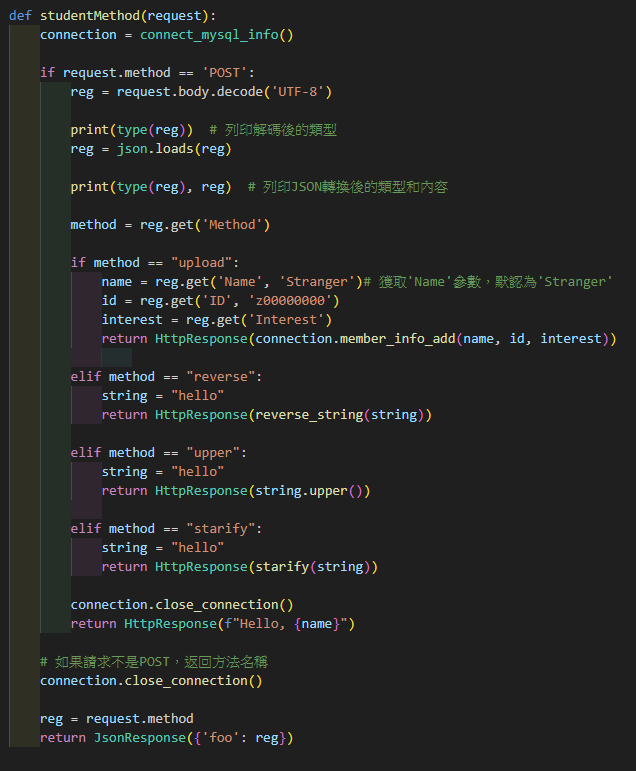 def studentMethod(request):
    connection = connect_mysql_info()
    if request.method == 'POST':
        reg = request.body.decode('UTF-8')
        print(type(reg))  # 列印解碼後的類型
        reg = json.loads(reg)
        print(type(reg), reg)  # 列印JSON轉換後的類型和內容
        method = reg.get('Method')
        if method == "upload":
            name = reg.get('Name', 'Stranger')# 獲取'Name'參數，默認為'Stranger'
            id = reg.get('ID', 'z00000000')
            interest = reg.get('Interest')
            return HttpResponse(connection.member_info_add(name, id, interest))
        elif method == "reverse":
            string = "hello"
            return HttpResponse(reverse_string(string))
        elif method == "upper":
            string = "hello"
            return HttpResponse(string.upper())
        elif method == "starify":
            string = "hello"
            return HttpResponse(starify(string))
        connection.close_connection()
        return HttpResponse(f"Hello, {name}")
    # 如果請求不是POST，返回方法名稱
    connection.close_connection()
    reg = request.method
    return JsonResponse({'foo': reg})